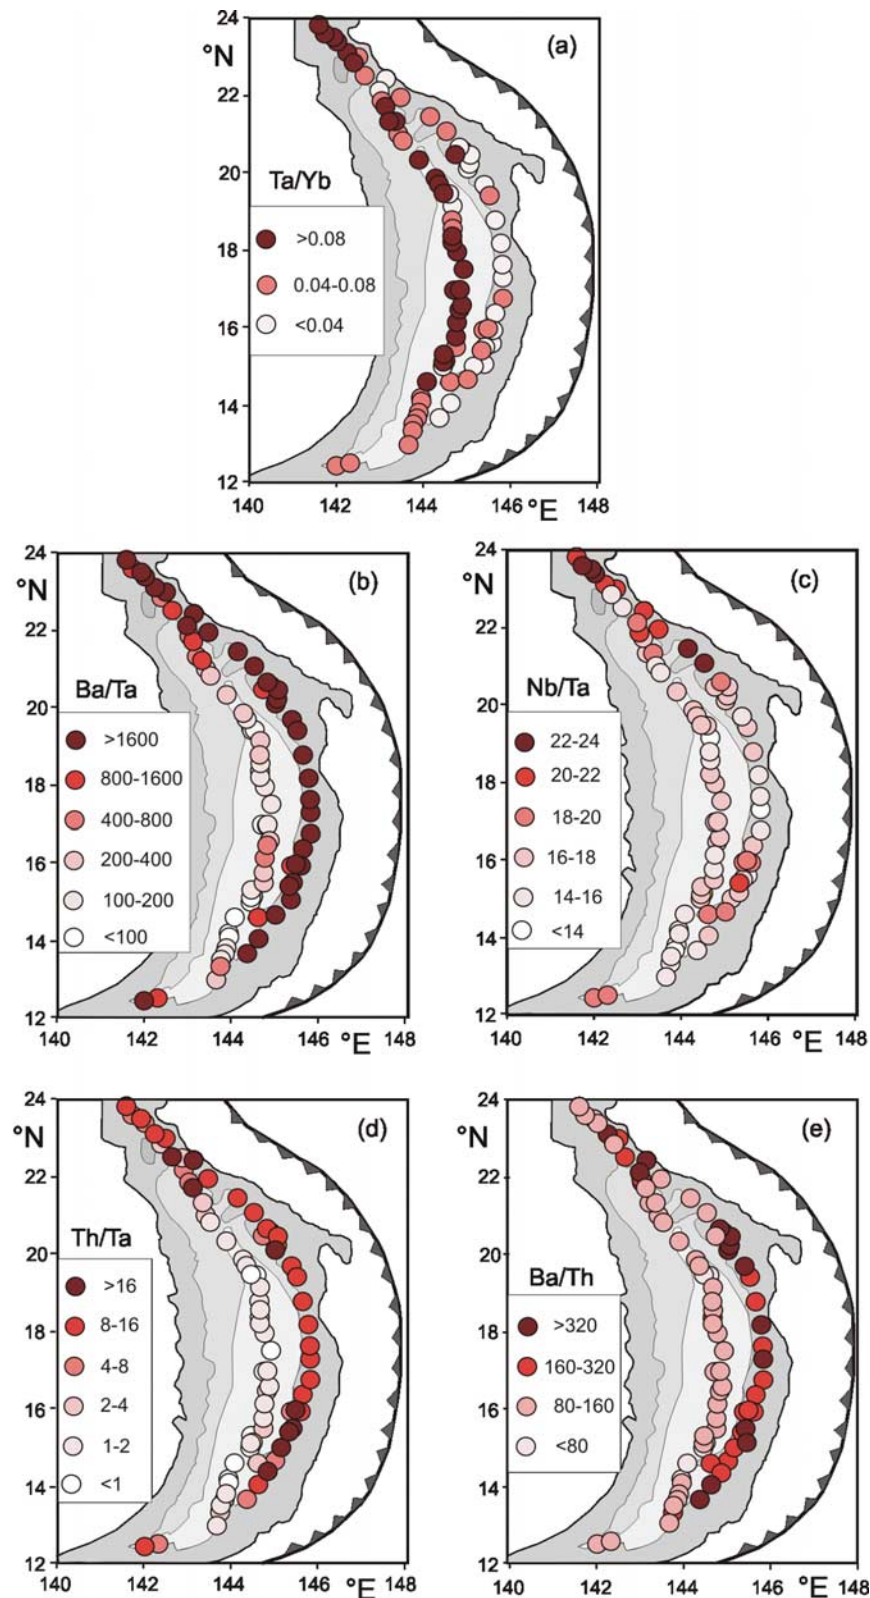 24
(a)
°N
22
20
Ta/Yb
>0.08
18
0.04-0.08
<0.04
16
14
12
140 142 144 146 148
°E
24
(b)
°N
22
Ba/Ta
20
>1600
800-1600
18
400-800
200-400
16
100-200
<100
14
12
140 142 144 146 148
°E
24
(c)
°N
22
Nb/Ta
20
22-24
20-22
18
18-20
16-18
16
14-16
<14
14
12
140 142 144 146 148
°E
24
(d)
°N
22
Th/Ta
20
>16
8-16
18
4-8
2-4
16
1-2
<1
14
12
140 142 144 146 148
°E
24
(e)
°N
22
20
Ba/Th
>320
18
160-320
80-160
16
<80
14
12
140 142 144 146 148
°E